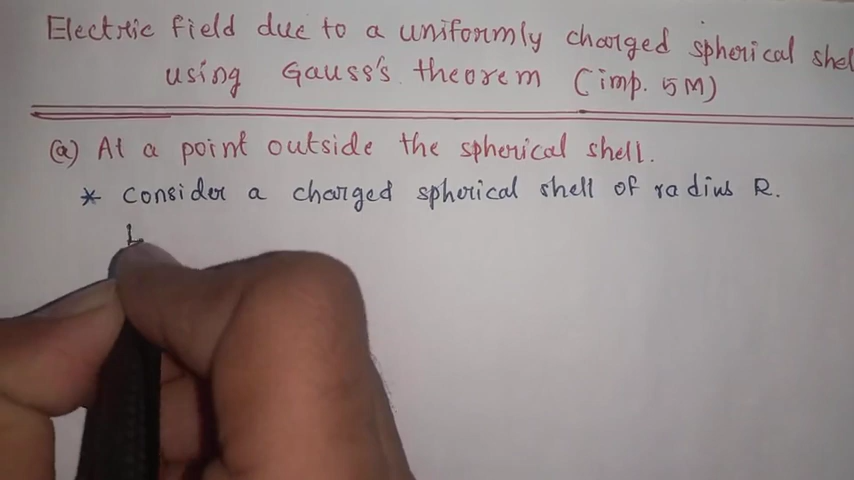 Electric field due to a uniformly charged spherical shel
using Gauss's theorem (imp. 5M)
(a) At a point outside the spherical shell.
* Consider a charged spherical shell of radius R.